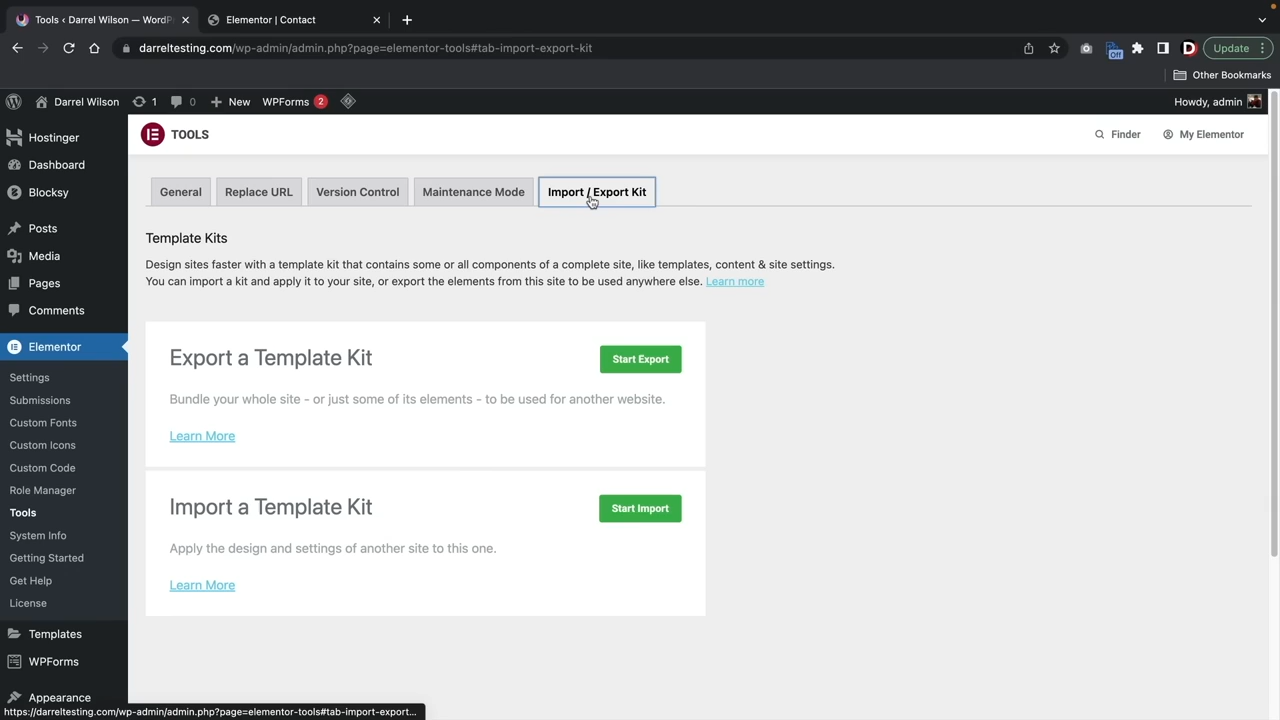 Tools ‹ Darrel Wilson — WordPr
Elementor | Contact
darreltesting.com/wp-admin/admin.php?page=elementor-tools#tab-import-export-kit
Off
D
Update
Other Bookmarks
Darrel Wilson
1
0
New
WPForms 2
Howdy, admin
Hostinger
Dashboard
Blocksy
Posts
Media
Pages
Comments
Elementor
Settings
Submissions
Custom Fonts
Custom Icons
Custom Code
Role Manager
Tools
System Info
Getting Started
Get Help
License
Templates
WPForms
Appearance
TOOLS
Finder
My Elementor
General
Replace URL
Version Control
Maintenance Mode
Import / Export Kit
Template Kits
Design sites faster with a template kit that contains some or all components of a complete site, like templates, content & site settings.
You can import a kit and apply it to your site, or export the elements from this site to be used anywhere else. Learn more
Export a Template Kit
Start Export
Bundle your whole site - or just some of its elements - to be used for another website.
Learn More
Import a Template Kit
Start Import
Apply the design and settings of another site to this one.
Learn More
https://darreltesting.com/wp-admin/admin.php?page=elementor-tools#tab-import-export...